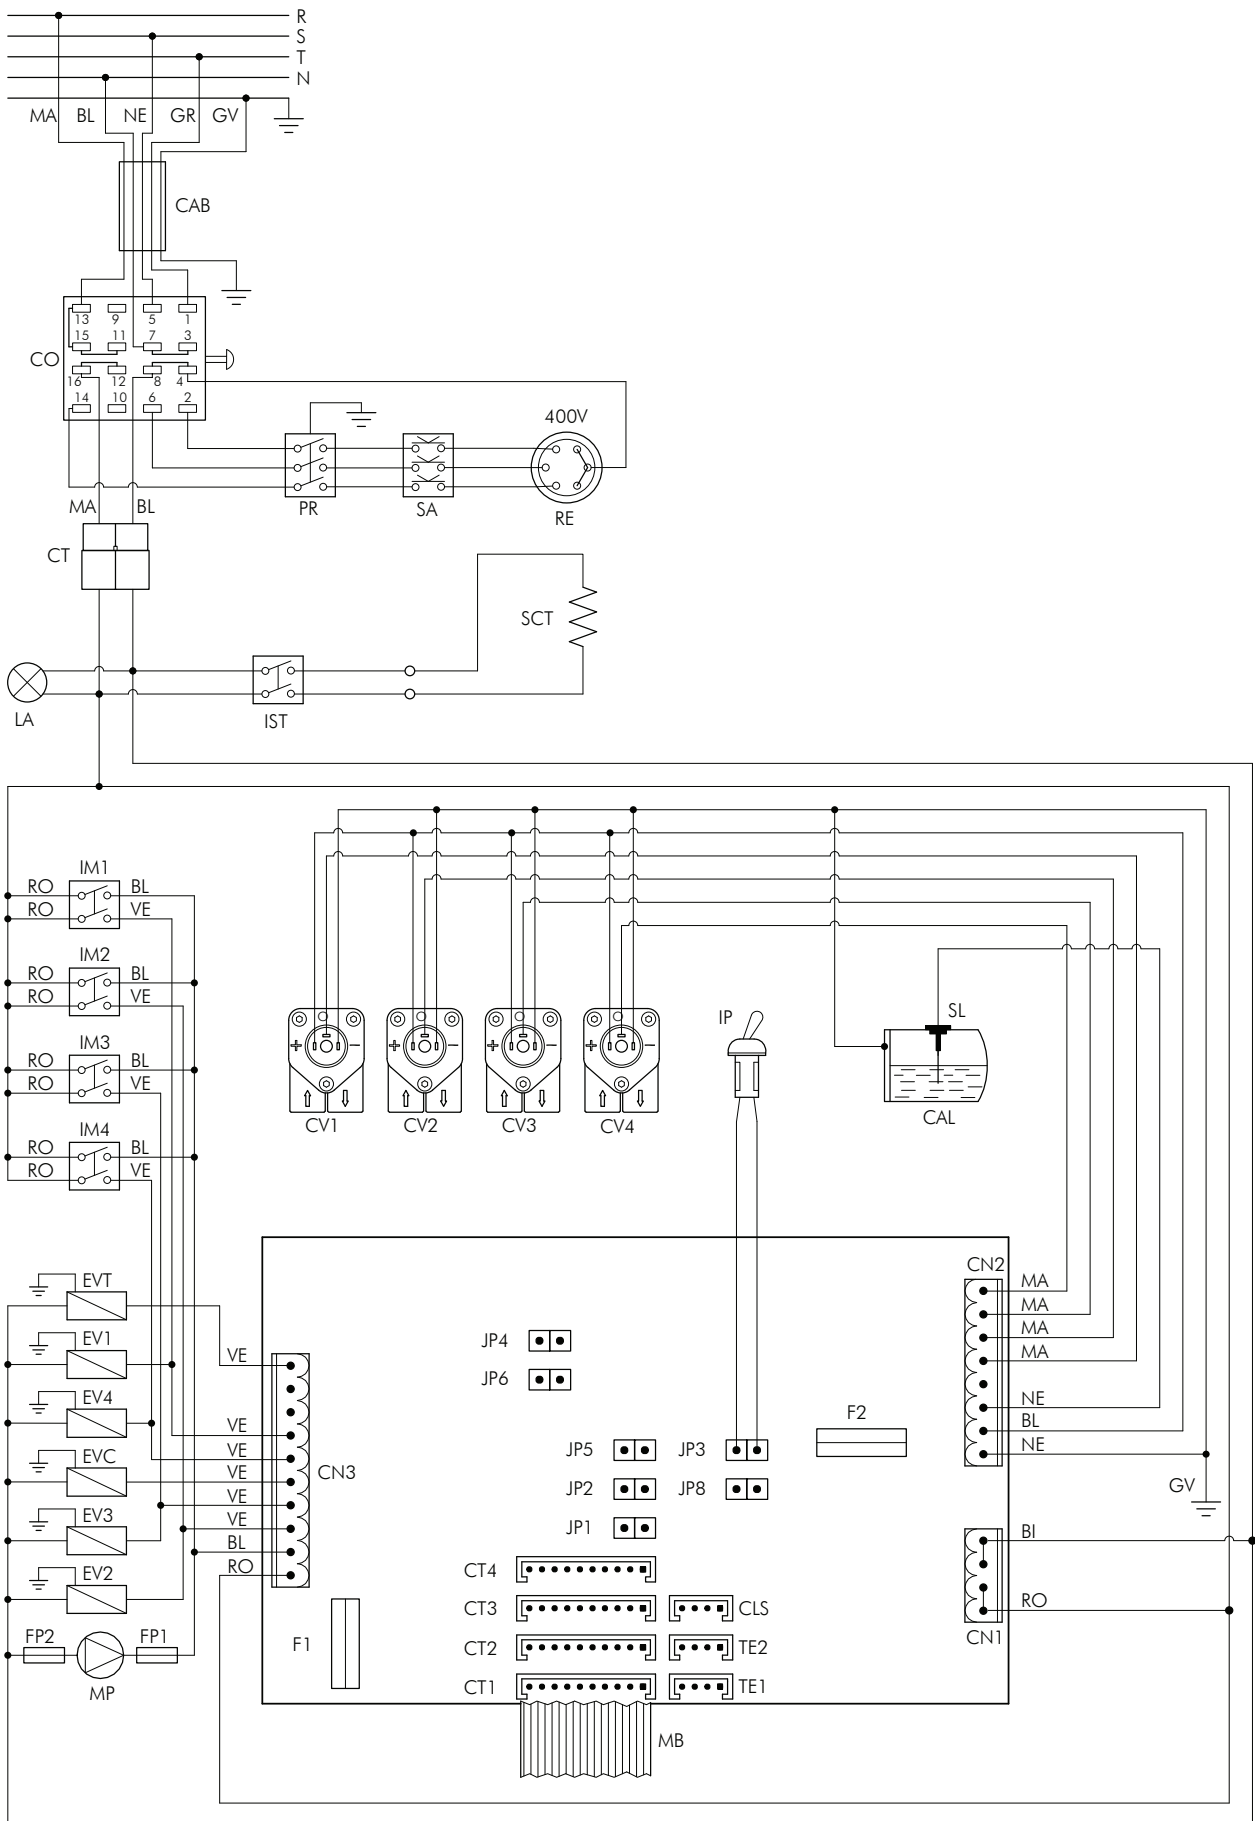 R
S
T
N
MA BL NE GR GV
CAB
13 9 5 1
15 11 7 3
CO
16 12 8 4
14 10 6 2
400V
MA BL
PR SA RE
CT
SCT
LA IST
IM1
RO BL
RO VE
IM2
RO BL
RO VE
IM3
RO BL
RO VE
IM4
RO BL
RO VE
IP
SL
+ − + − + − + −
CV1 CV2 CV3 CV4
CAL
CN2
EVT
MA
MA
MA
MA
EV1
JP4
VE
JP6
EV4
NE
F2
BL
VE
NE
JP5 JP3
VE
EVC
CN3
VE
GV
JP2 JP8
VE
EV3
VE
JP1
BI
BL
EV2
RO
CT4
RO
CT3 CLS
FP2 FP1
F1
CN1
CT2 TE2
MP
CT1 TE1
MB